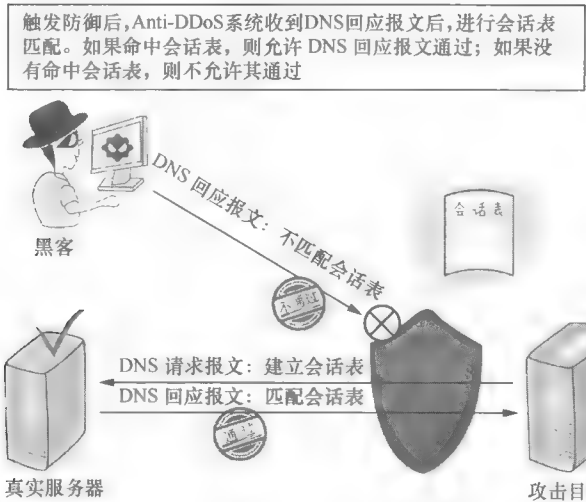 触发防御后，Anti-DDoS系统收到DNS回应报文后，进行会话表
匹配。如果命中会话表，则允许 DNS 回应报文通过；如果没
有命中会话表，则不允许其通过
DNS 回应报文：不匹配会话表
会话表
黑客
不通过
DNS 请求报文：建立会话表
DNS 回应报文：匹配会话表
通过
真实服务器
攻击目